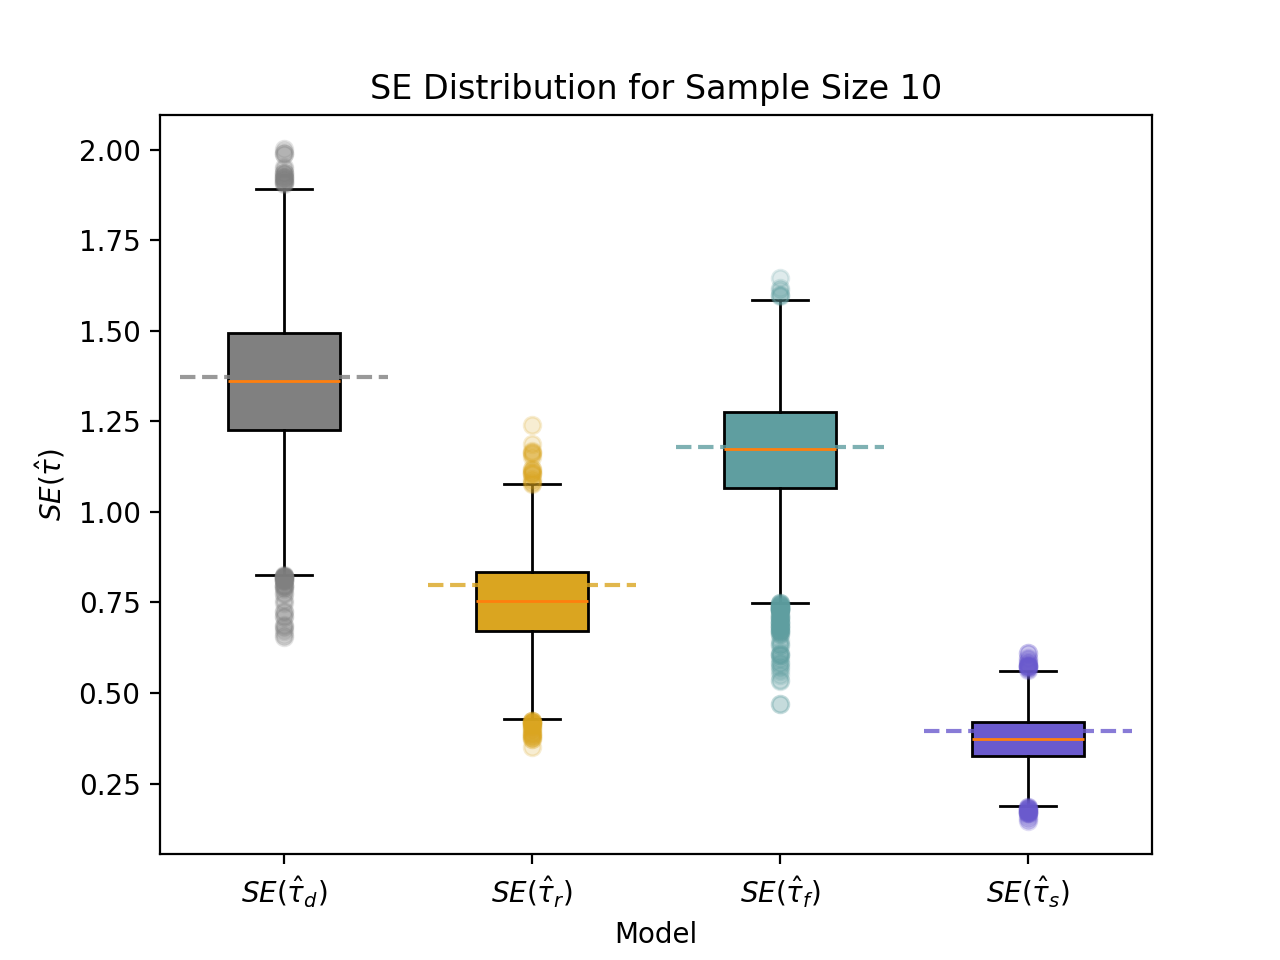 SE Distribution for Sample Size 10
2.00
1.75
1.50
1.25
1.00
0.75
0.50
0.25
SE(τ̂)
SE(τ̂_d) SE(τ̂_r) SE(τ̂_f) SE(τ̂_s)
Model